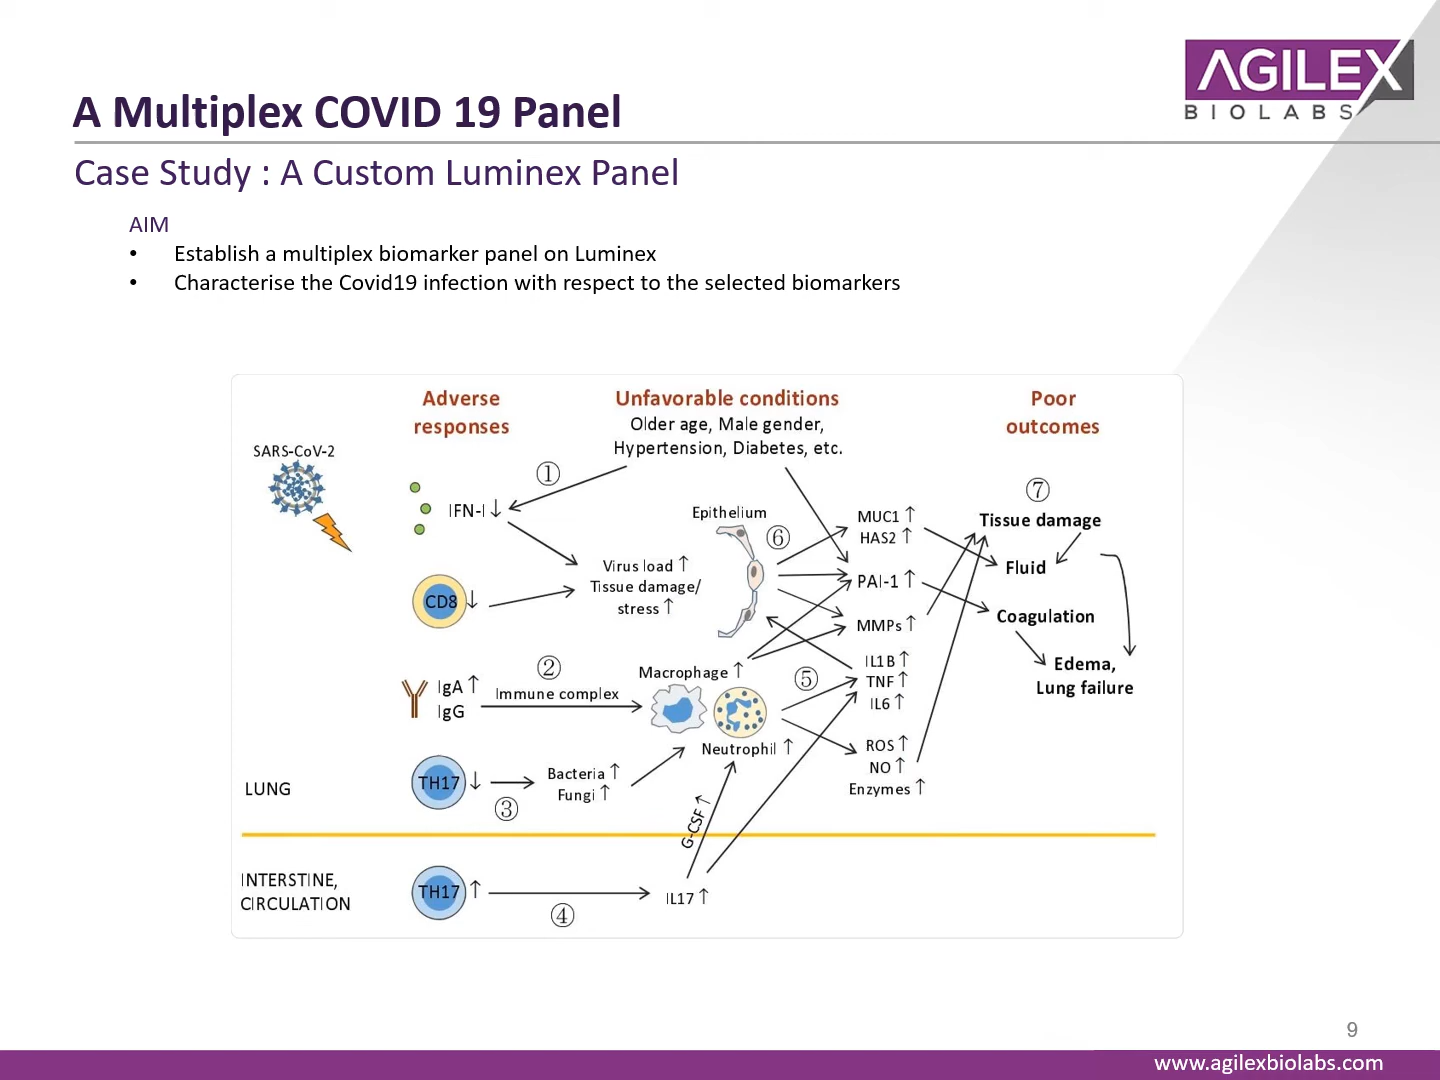 AGILEX
BIOLABS
A Multiplex COVID 19 Panel
Case Study : A Custom Luminex Panel
AIM
• Establish a multiplex biomarker panel on Luminex
• Characterise the Covid19 infection with respect to the selected biomarkers
Adverse
responses
Unfavorable conditions
Older age, Male gender,
Hypertension, Diabetes, etc.
Poor
outcomes
SARS-CoV-2
①
IFN-I ↓
CD8 ↓
Virus load ↑
Tissue damage/
stress ↑
Epithelium
⑥
MUC1 ↑
HAS2 ↑
PAI-1 ↑
MMPs ↑
⑦
Tissue damage
Fluid
Coagulation
Edema,
Lung failure
IgA ↑
IgG
②
Immune complex
Macrophage ↑
Neutrophil ↑
⑤
IL1B ↑
TNF ↑
IL6 ↑
ROS ↑
NO ↑
Enzymes ↑
LUNG
TH17 ↓
③
Bacteria ↑
Fungi ↑
G-CSF ↑
INTERSTINE,
CIRCULATION
TH17 ↑
④
IL17 ↑
9
www.agilexbiolabs.com